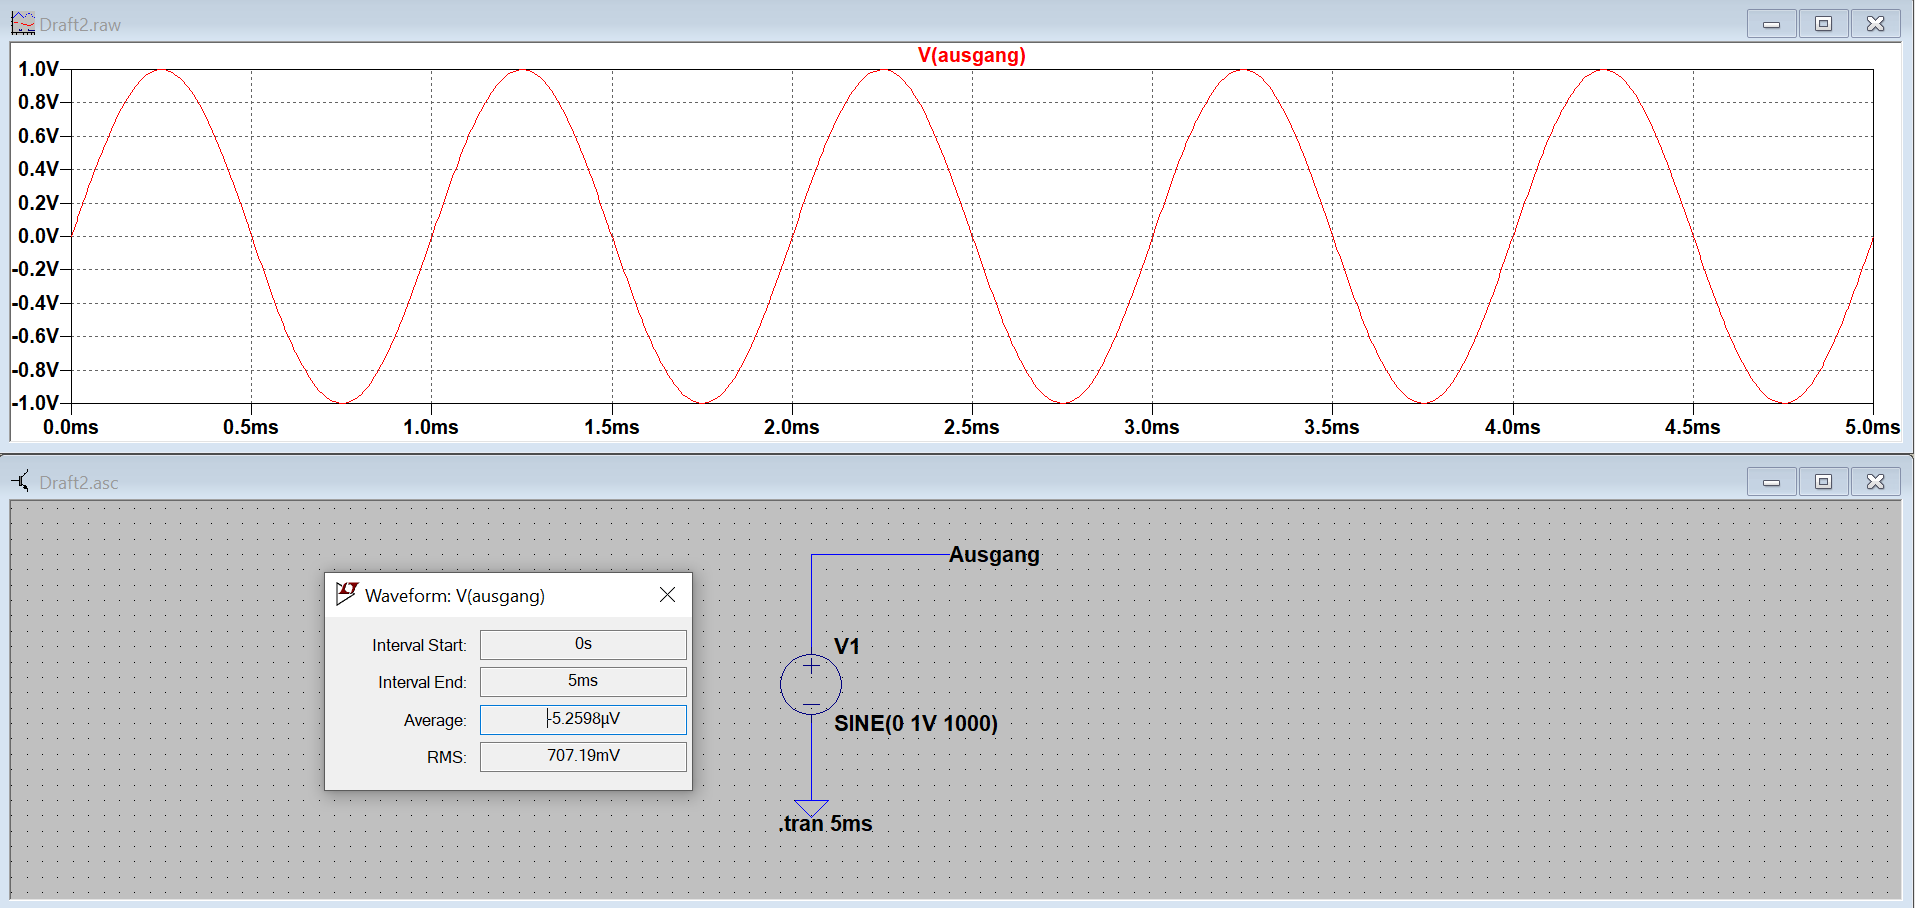 Draft2.raw
V(ausgang)
1.0V
0.8V
0.6V
0.4V
0.2V
0.0V
-0.2V
-0.4V
-0.6V
-0.8V
-1.0V
0.0ms 0.5ms 1.0ms 1.5ms 2.0ms 2.5ms 3.0ms 3.5ms 4.0ms 4.5ms 5.0ms
Draft2.asc
Ausgang
Waveform: V(ausgang)
Interval Start: 0s
Interval End: 5ms
Average: -5.2598µV
RMS: 707.19mV
V1
SINE(0 1V 1000)
.tran 5ms